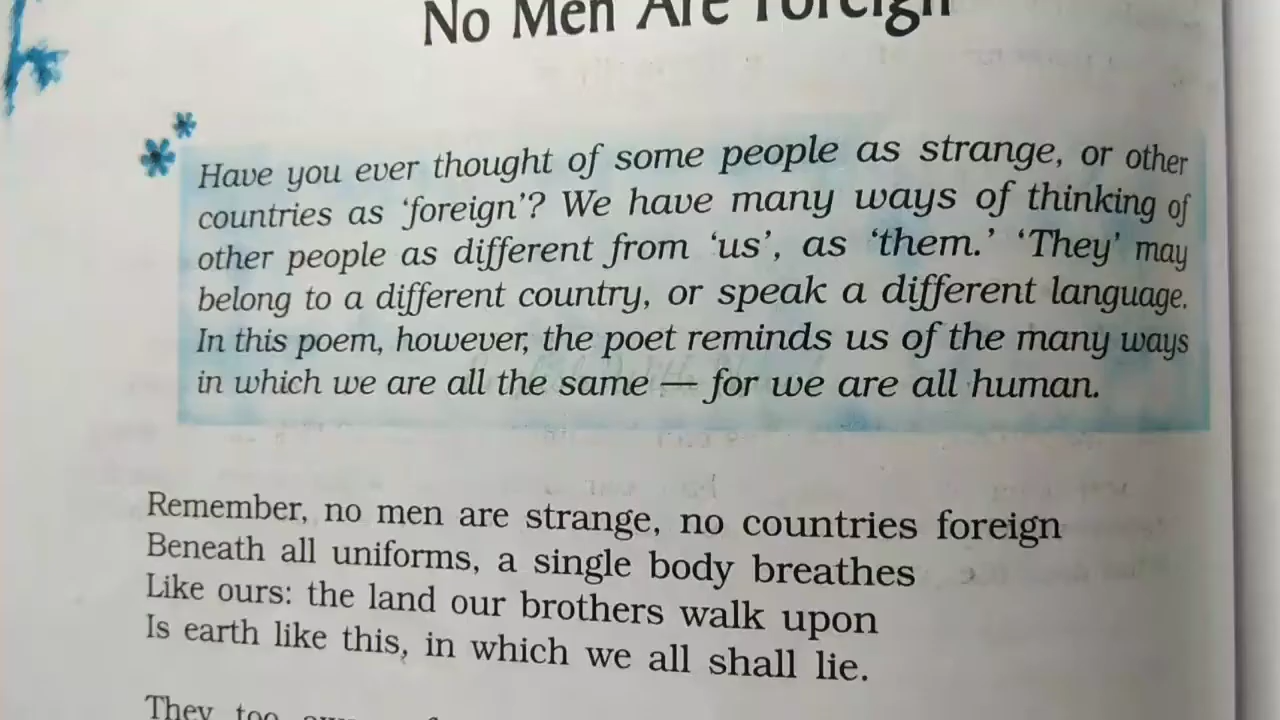 No Men Are Foreign
Have you ever thought of some people as strange, or other
countries as ‘foreign’? We have many ways of thinking of
other people as different from ‘us’, as ‘them.’ ‘They’ may
belong to a different country, or speak a different language.
In this poem, however, the poet reminds us of the many ways
in which we are all the same — for we are all human.
Remember, no men are strange, no countries foreign
Beneath all uniforms, a single body breathes
Like ours: the land our brothers walk upon
Is earth like this, in which we all shall lie.
They too